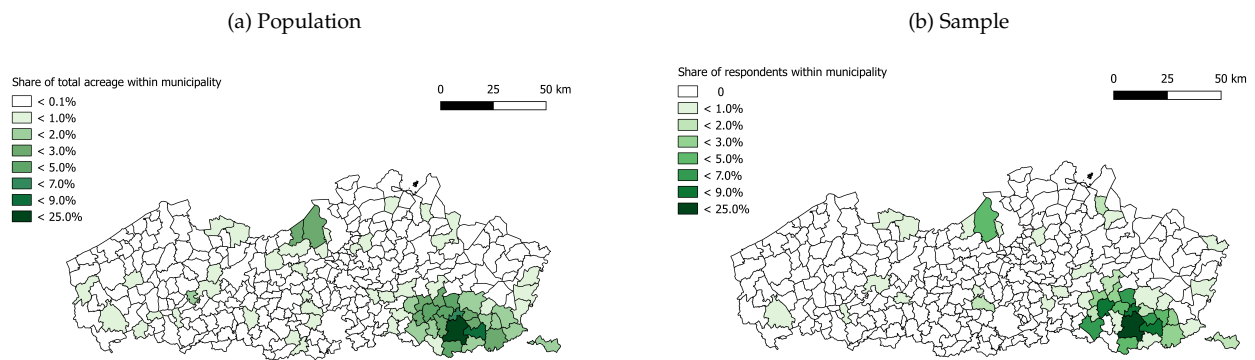 (a) Population
Share of total acreage within municipality
< 0.1%
< 1.0%
< 2.0%
< 3.0%
< 5.0%
< 7.0%
< 9.0%
< 25.0%
0 25 50 km
(b) Sample
Share of respondents within municipality
0
< 1.0%
< 2.0%
< 3.0%
< 5.0%
< 7.0%
< 9.0%
< 25.0%
0 25 50 km